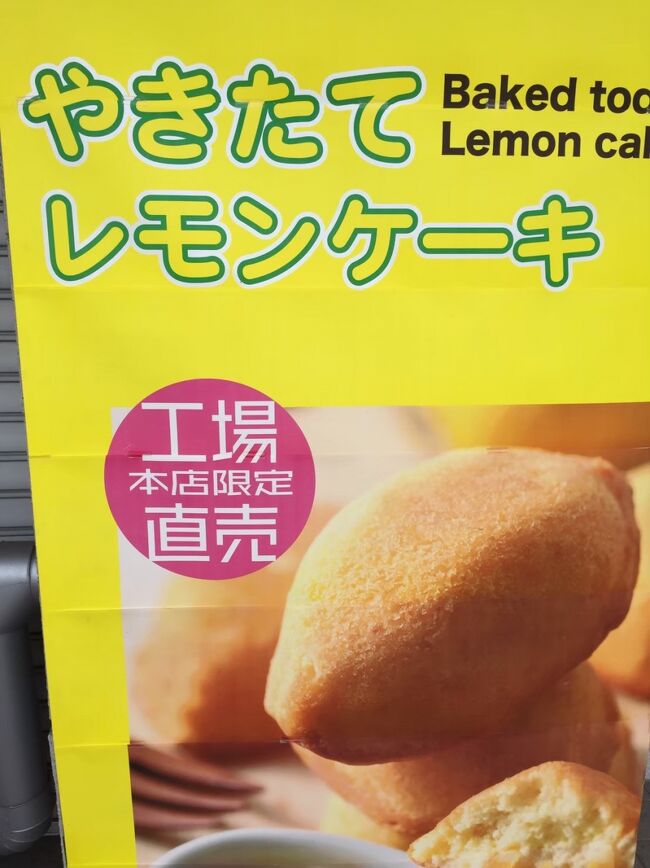 やきたて
Baked
Lemon
レモンケーキ
工場
本店限定
直売